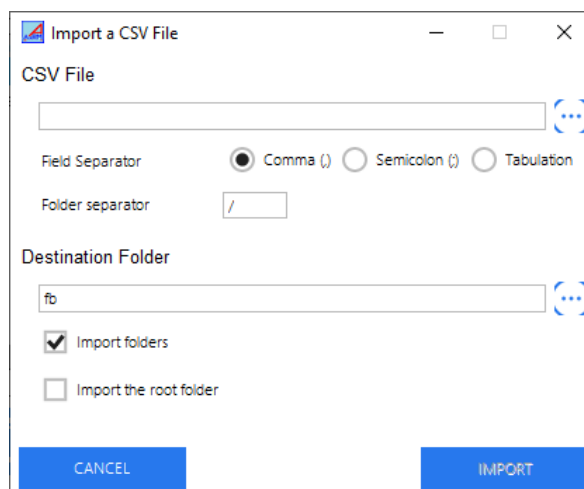 Import a CSV File
CSV File
Field Separator Comma (,) Semicolon (;) Tabulation
Folder separator /
Destination Folder
fb
Import folders
Import the root folder
CANCEL IMPORT